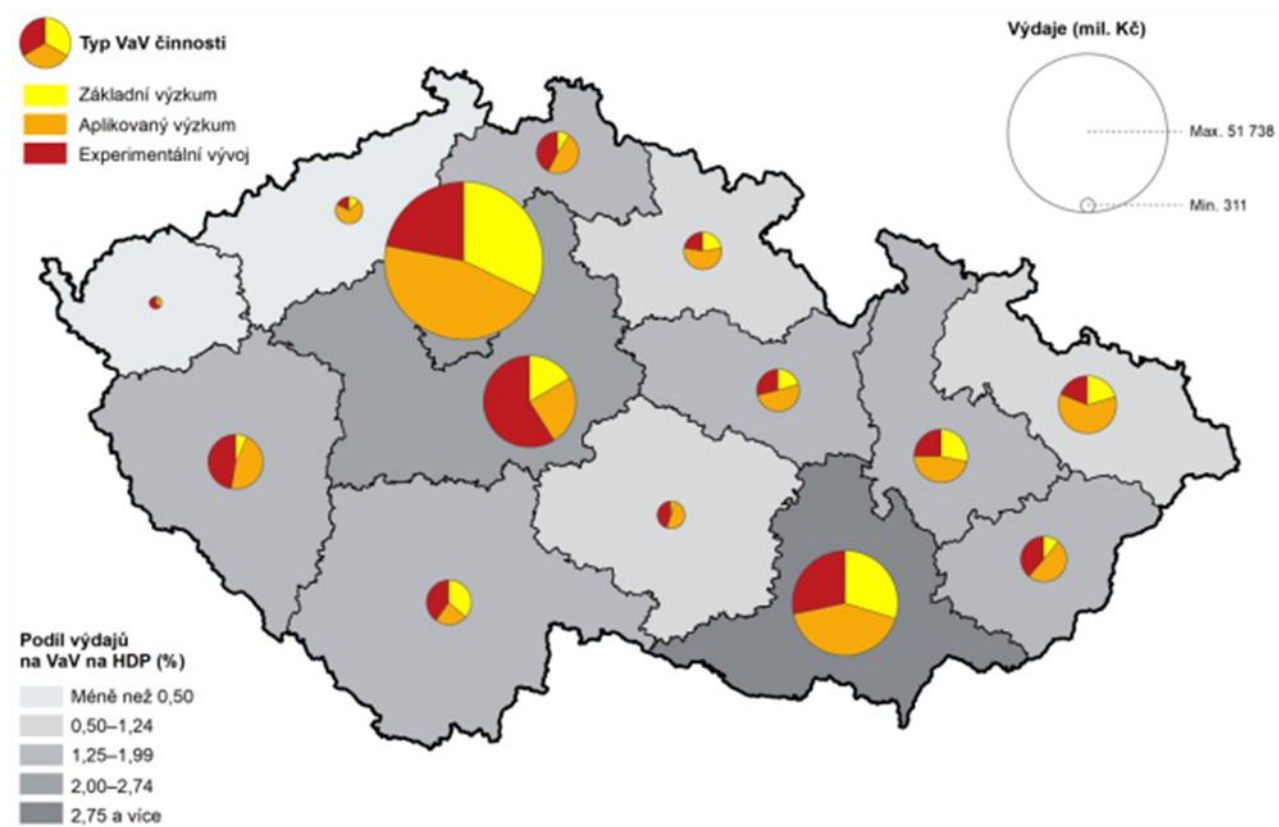 Typ VaV činnosti
Základní výzkum
Aplikovaný výzkum
Experimentální vývoj
Výdaje (mil. Kč)
Max. 51 738
Min. 311
Podíl výdajů
na VaV na HDP (%)
Méně než 0,50
0,50–1,24
1,25–1,99
2,00–2,74
2,75 a více